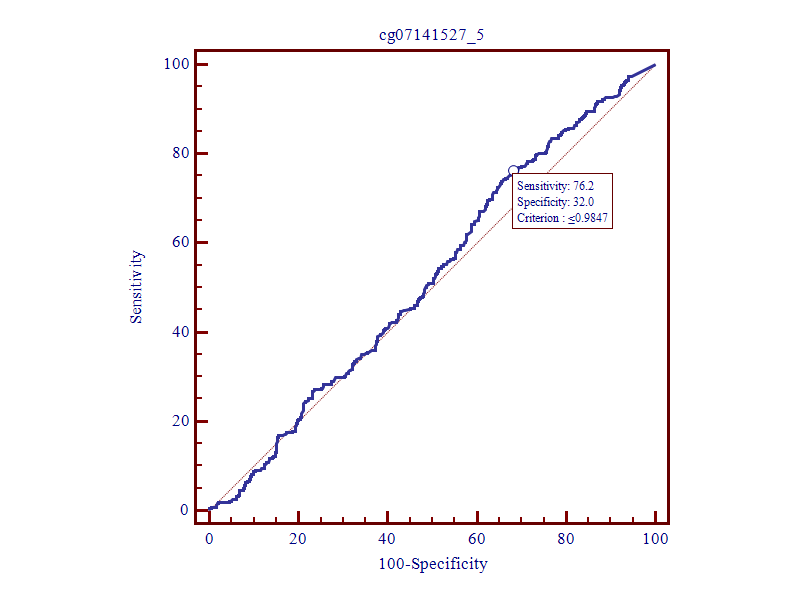 cg07141527_5
100
80
60
40
20
0
Sensitivity
Sensitivity: 76.2
Specificity: 32.0
Criterion : ≤0.9847
0 20 40 60 80 100
100-Specificity